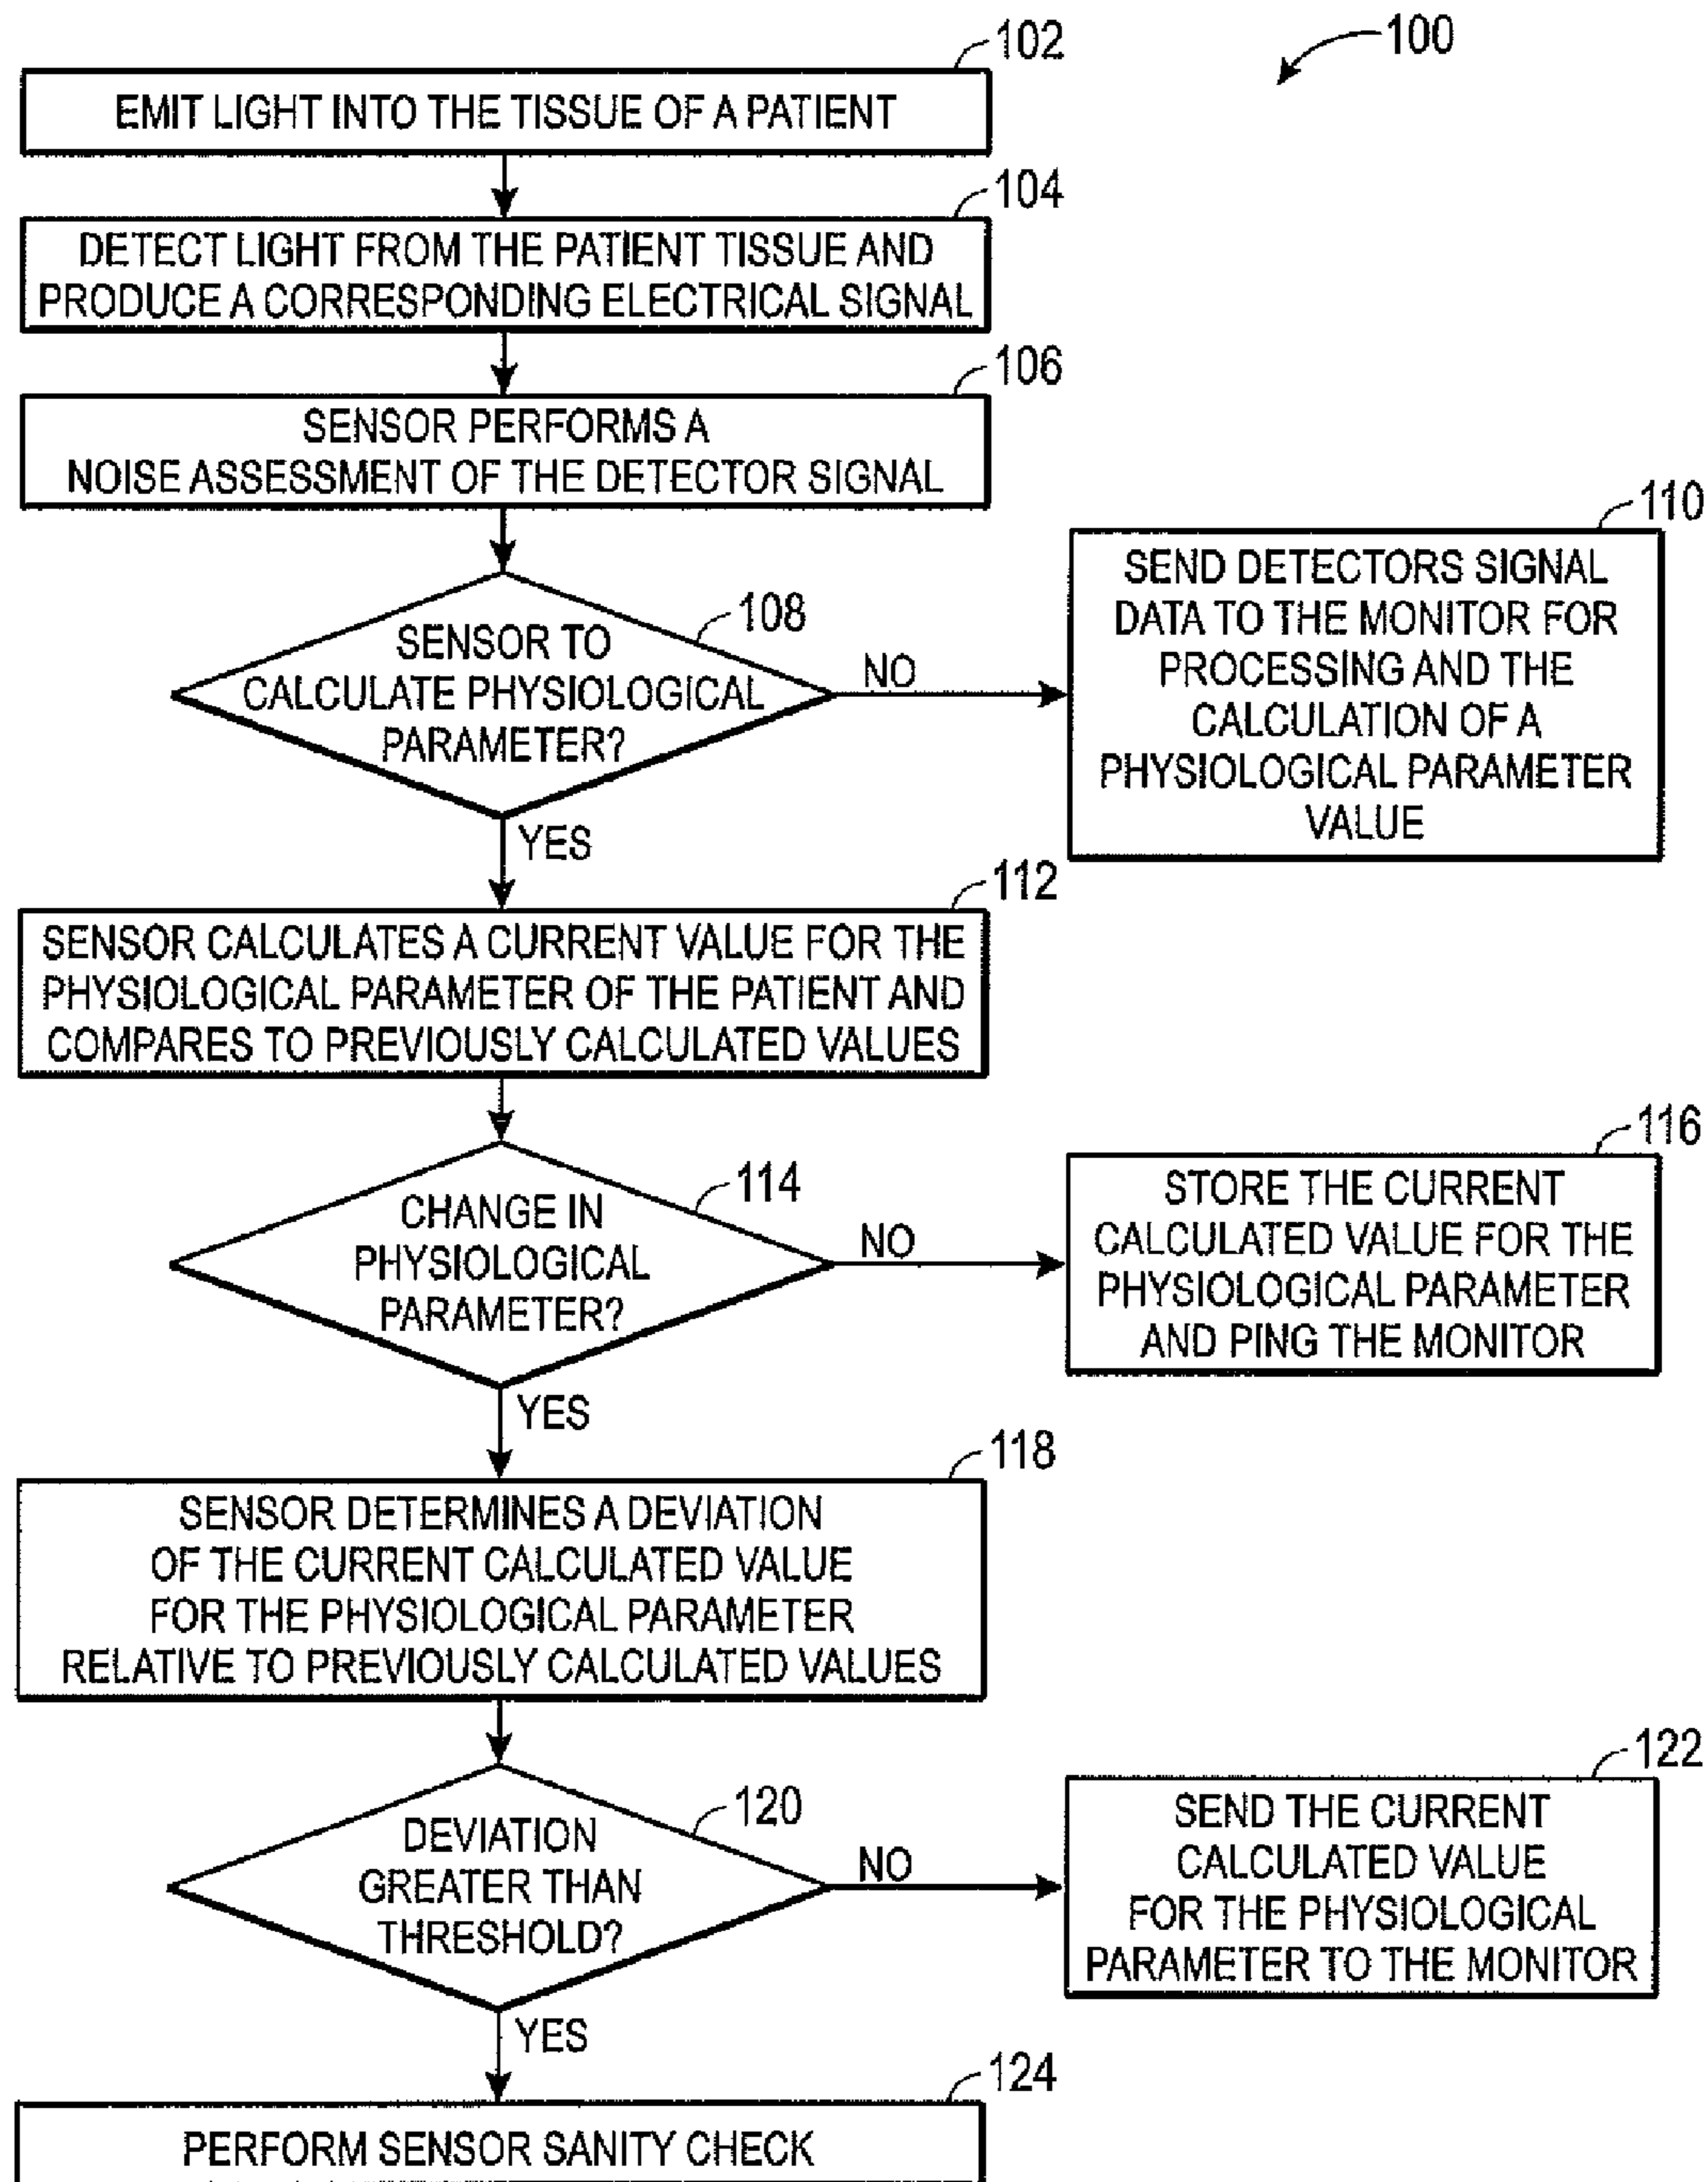 100
102
EMIT LIGHT INTO THE TISSUE OF A PATIENT
104
DETECT LIGHT FROM THE PATIENT TISSUE AND
PRODUCE A CORRESPONDING ELECTRICAL SIGNAL
106
SENSOR PERFORMS A
NOISE ASSESSMENT OF THE DETECTOR SIGNAL
108
SENSOR TO
CALCULATE PHYSIOLOGICAL
PARAMETER?
NO
110
SEND DETECTORS SIGNAL
DATA TO THE MONITOR FOR
PROCESSING AND THE
CALCULATION OF A
PHYSIOLOGICAL PARAMETER
VALUE
YES
112
SENSOR CALCULATES A CURRENT VALUE FOR THE
PHYSIOLOGICAL PARAMETER OF THE PATIENT AND
COMPARES TO PREVIOUSLY CALCULATED VALUES
114
CHANGE IN
PHYSIOLOGICAL
PARAMETER?
NO
116
STORE THE CURRENT
CALCULATED VALUE FOR THE
PHYSIOLOGICAL PARAMETER
AND PING THE MONITOR
YES
118
SENSOR DETERMINES A DEVIATION
OF THE CURRENT CALCULATED VALUE
FOR THE PHYSIOLOGICAL PARAMETER
RELATIVE TO PREVIOUSLY CALCULATED VALUES
120
DEVIATION
GREATER THAN
THRESHOLD?
NO
122
SEND THE CURRENT
CALCULATED VALUE
FOR THE PHYSIOLOGICAL
PARAMETER TO THE MONITOR
YES
124
PERFORM SENSOR SANITY CHECK